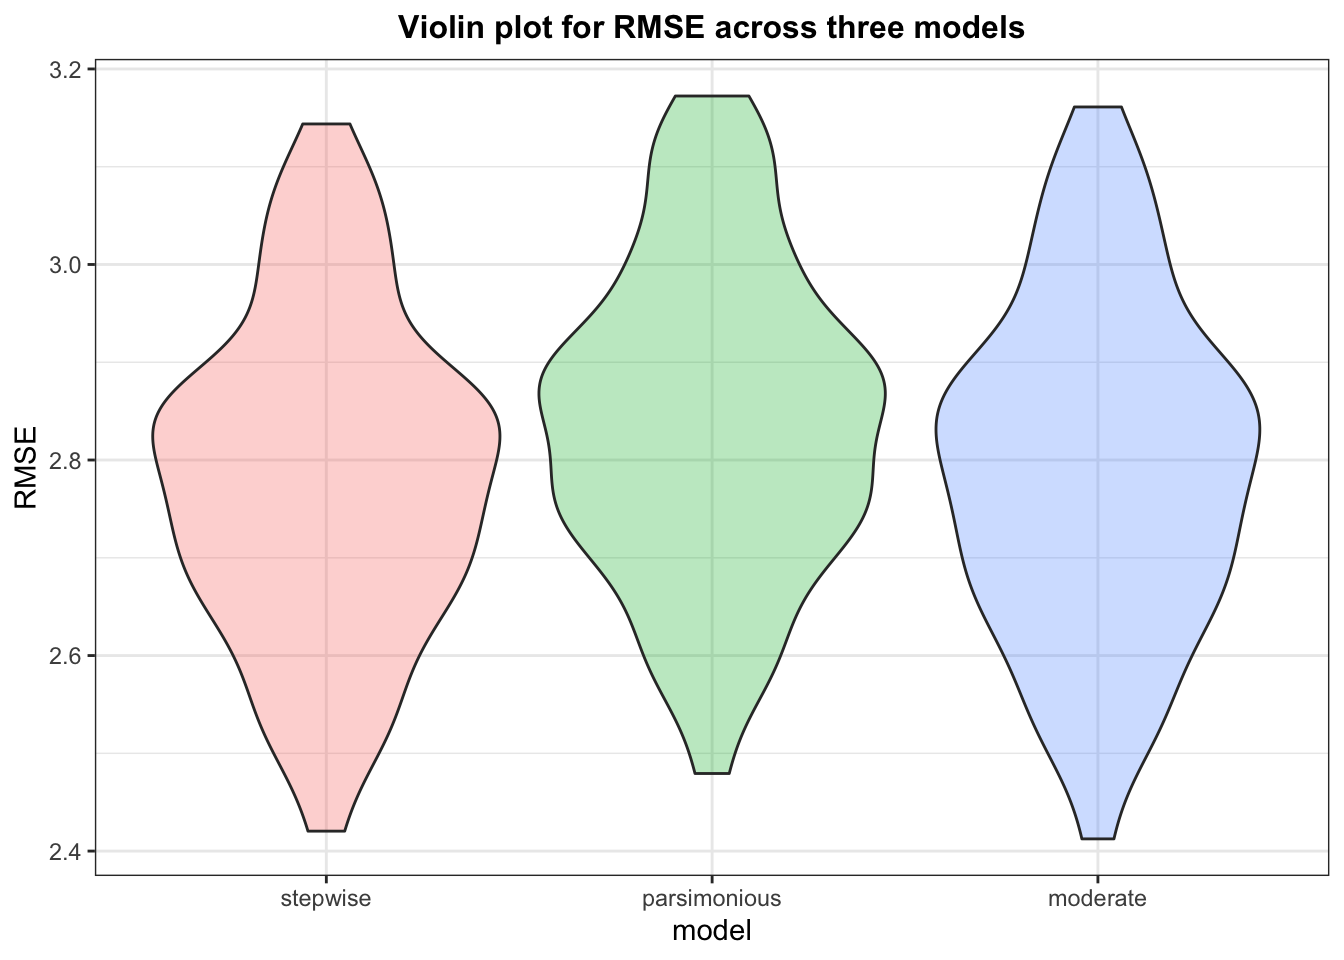 Violin plot for RMSE across three models
3.2
3.0
2.8
2.6
2.4
RMSE
stepwise parsimonious moderate
model